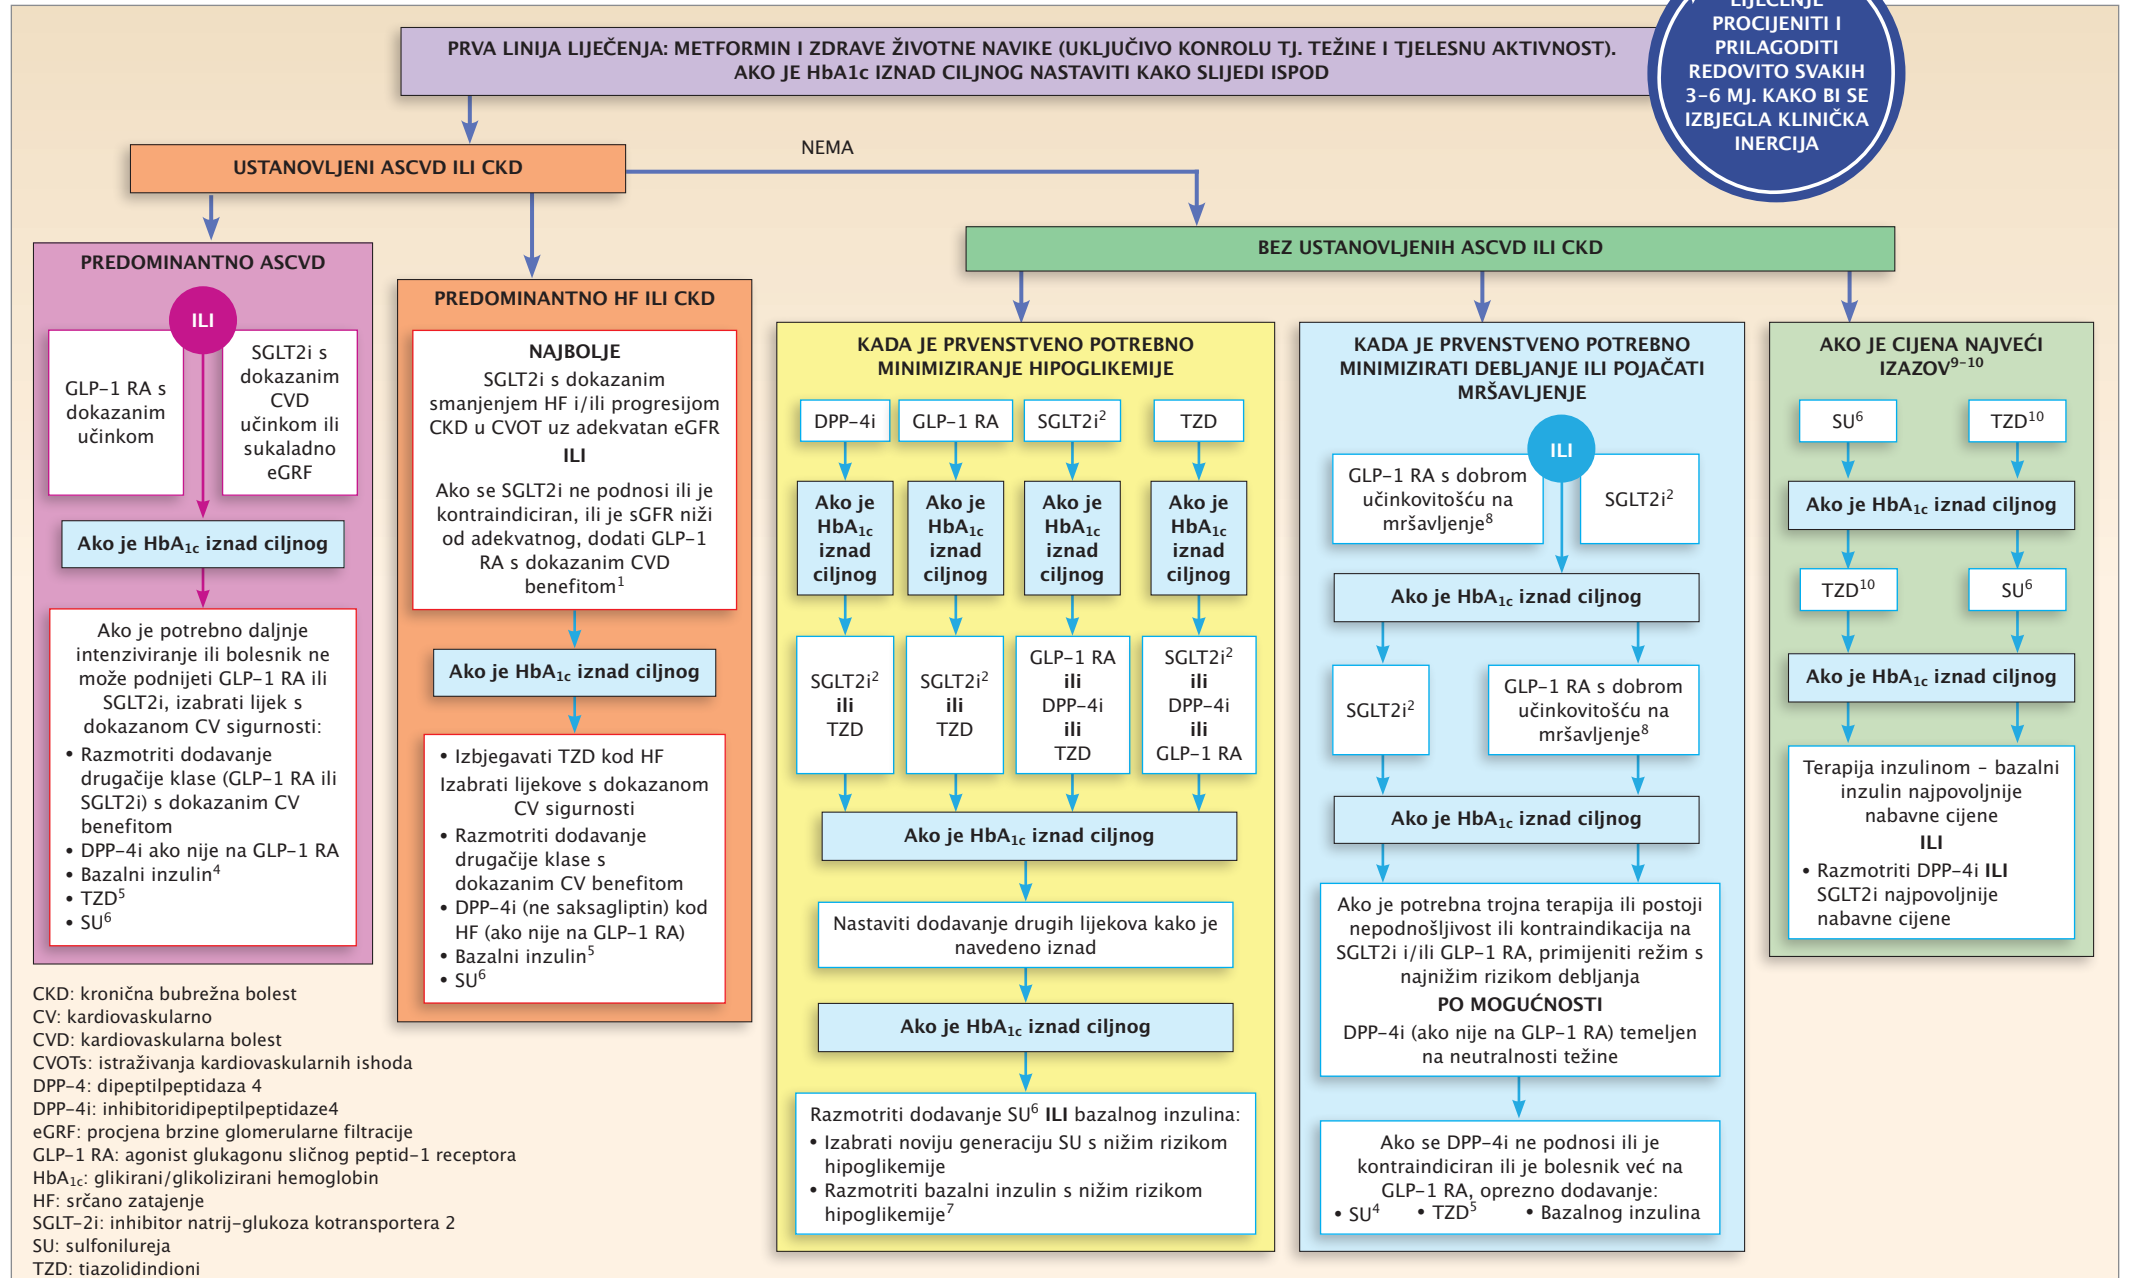 PRVA LINIJA LIJEČENJA: METFORMIN I ZDRAVE ŽIVOTNE NAVIKE (UKLJUČIVO KONROLU TJ. TEŽINE I TJELESNU AKTIVNOST).
AKO JE HbA1c IZNAD CILJNOG NASTAVITI KAKO SLIJEDI ISPOD
LIJEČENJE
PROCIJENITI I
PRILAGODITI
REDOVITO SVAKIH
3–6 MJ. KAKO BI SE
IZBJEGLA KLINIČKA
INERCIJA
USTANOVLJENI ASCVD ILI CKD
NEMA
BEZ USTANOVLJENIH ASCVD ILI CKD
PREDOMINANTNO ASCVD
ILI
GLP–1 RA s
dokazanim
učinkom
SGLT2i s
dokazanim
CVD
učinkom ili
sukaladno
eGRF
Ako je HbA1c iznad ciljnog
Ako je potrebno daljnje
intenziviranje ili bolesnik ne
može podnijeti GLP–1 RA ili
SGLT2i, izabrati lijek s
dokazanom CV sigurnosti:
• Razmotriti dodavanje
drugačije klase (GLP–1 RA ili
SGLT2i) s dokazanim CV
benefitom
• DPP–4i ako nije na GLP–1 RA
• Bazalni inzulin4
• TZD5
• SU6
PREDOMINANTNO HF ILI CKD
NAJBOLJE
SGLT2i s dokazanim
smanjenjem HF i/ili progresijom
CKD u CVOT uz adekvatan eGFR
ILI
Ako se SGLT2i ne podnosi ili je
kontraindiciran, ili je sGFR niži
od adekvatnog, dodati GLP–1
RA s dokazanim CVD
benefitom1
Ako je HbA1c iznad ciljnog
• Izbjegavati TZD kod HF
Izabrati lijekove s dokazanom
CV sigurnosti
• Razmotriti dodavanje
drugačije klase s
dokazanim CV benefitom
• DPP–4i (ne saksagliptin) kod
HF (ako nije na GLP–1 RA)
• Bazalni inzulin5
• SU6
KADA JE PRVENSTVENO POTREBNO
MINIMIZIRANJE HIPOGLIKEMIJE
DPP–4i
GLP–1 RA
SGLT2i2
TZD
Ako je
HbA1c
iznad
ciljnog
Ako je
HbA1c
iznad
ciljnog
Ako je
HbA1c
iznad
ciljnog
Ako je
HbA1c
iznad
ciljnog
SGLT2i2
ili
TZD
SGLT2i2
ili
TZD
GLP–1 RA
ili
DPP–4i
ili
TZD
SGLT2i2
ili
DPP–4i
ili
GLP–1 RA
Ako je HbA1c iznad ciljnog
Nastaviti dodavanje drugih lijekova kako je
navedeno iznad
Ako je HbA1c iznad ciljnog
Razmotriti dodavanje SU6 ILI bazalnog inzulina:
• Izabrati noviju generaciju SU s nižim rizikom
hipoglikemije
• Razmotriti bazalni inzulin s nižim rizikom
hipoglikemije7
KADA JE PRVENSTVENO POTREBNO
MINIMIZIRATI DEBLJANJE ILI POJAČATI
MRŠAVLJENJE
ILI
GLP–1 RA s dobrom
učinkovitošću na
mršavljenje8
SGLT2i2
Ako je HbA1c iznad ciljnog
SGLT2i2
GLP–1 RA s dobrom
učinkovitošću na
mršavljenje8
Ako je HbA1c iznad ciljnog
Ako je potrebna trojna terapija ili postoji
nepodnošljivost ili kontraindikacija na
SGLT2i i/ili GLP–1 RA, primijeniti režim s
najnižim rizikom debljanja
PO MOGUĆNOSTI
DPP–4i (ako nije na GLP–1 RA) temeljen
na neutralnosti težine
Ako se DPP–4i ne podnosi ili je
kontraindiciran ili je bolesnik već na
GLP–1 RA, oprezno dodavanje:
• SU4 • TZD5 • Bazalnog inzulina
AKO JE CIJENA NAJVEĆI
IZAZOV9–10
SU6
TZD10
Ako je HbA1c iznad ciljnog
TZD10
SU6
Ako je HbA1c iznad ciljnog
Terapija inzulinom – bazalni
inzulin najpovoljnije
nabavne cijene
ILI
• Razmotriti DPP–4i ILI
SGLT2i najpovoljnije
nabavne cijene
CKD: kronična bubrežna bolest
CV: kardiovaskularno
CVD: kardiovaskularna bolest
CVOTs: istraživanja kardiovaskularnih ishoda
DPP–4: dipeptilpeptidaza 4
DPP–4i: inhibitoridipeptilpeptidaze4
eGRF: procjena brzine glomerularne filtracije
GLP–1 RA: agonist glukagonu sličnog peptid–1 receptora
HbA1c: glikirani/glikolizirani hemoglobin
HF: srčano zatajenje
SGLT–2i: inhibitor natrij–glukoza kotransportera 2
SU: sulfonilureja
TZD: tiazolidindioni